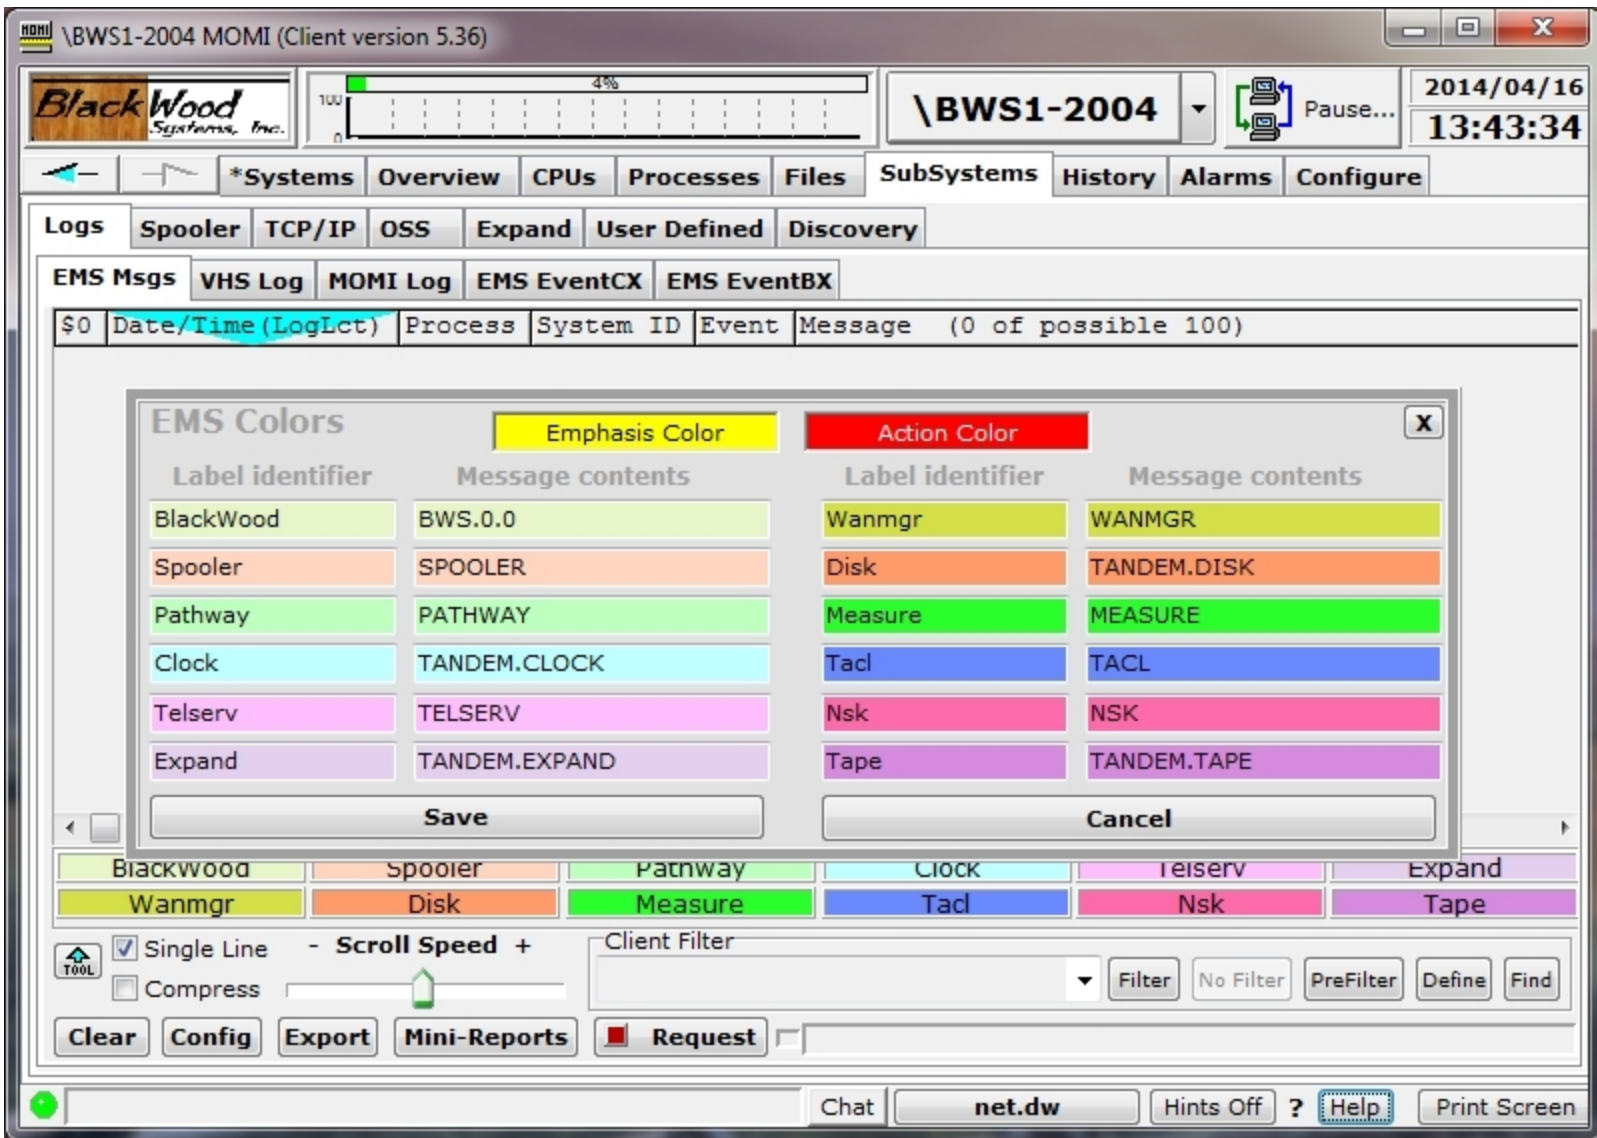 MOMI \BWS1-2004 MOMI (Client version 5.36)
BlackWood
Systems, Inc.
4%
100
0
\BWS1-2004
Pause...
2014/04/16
13:43:34
*Systems Overview CPUs Processes Files SubSystems History Alarms Configure
Logs Spooler TCP/IP OSS Expand User Defined Discovery
EMS Msgs VHS Log MOMI Log EMS EventCX EMS EventBX
$0 Date/Time(LogLct) Process System ID Event Message (0 of possible 100)
EMS Colors Emphasis Color Action Color X
Label identifier Message contents Label identifier Message contents
BlackWood BWS.0.0 Wanmgr WANMGR
Spooler SPOOLER Disk TANDEM.DISK
Pathway PATHWAY Measure MEASURE
Clock TANDEM.CLOCK Tacl TACL
Telserv TELSERV Nsk NSK
Expand TANDEM.EXPAND Tape TANDEM.TAPE
Save Cancel
BlackWood Spooler Pathway Clock Telserv Expand
Wanmgr Disk Measure Tacl Nsk Tape
TOOL Single Line - Scroll Speed + Client Filter
Compress Filter No Filter PreFilter Define Find
Clear Config Export Mini-Reports Request
Chat net.dw Hints Off ? Help Print Screen